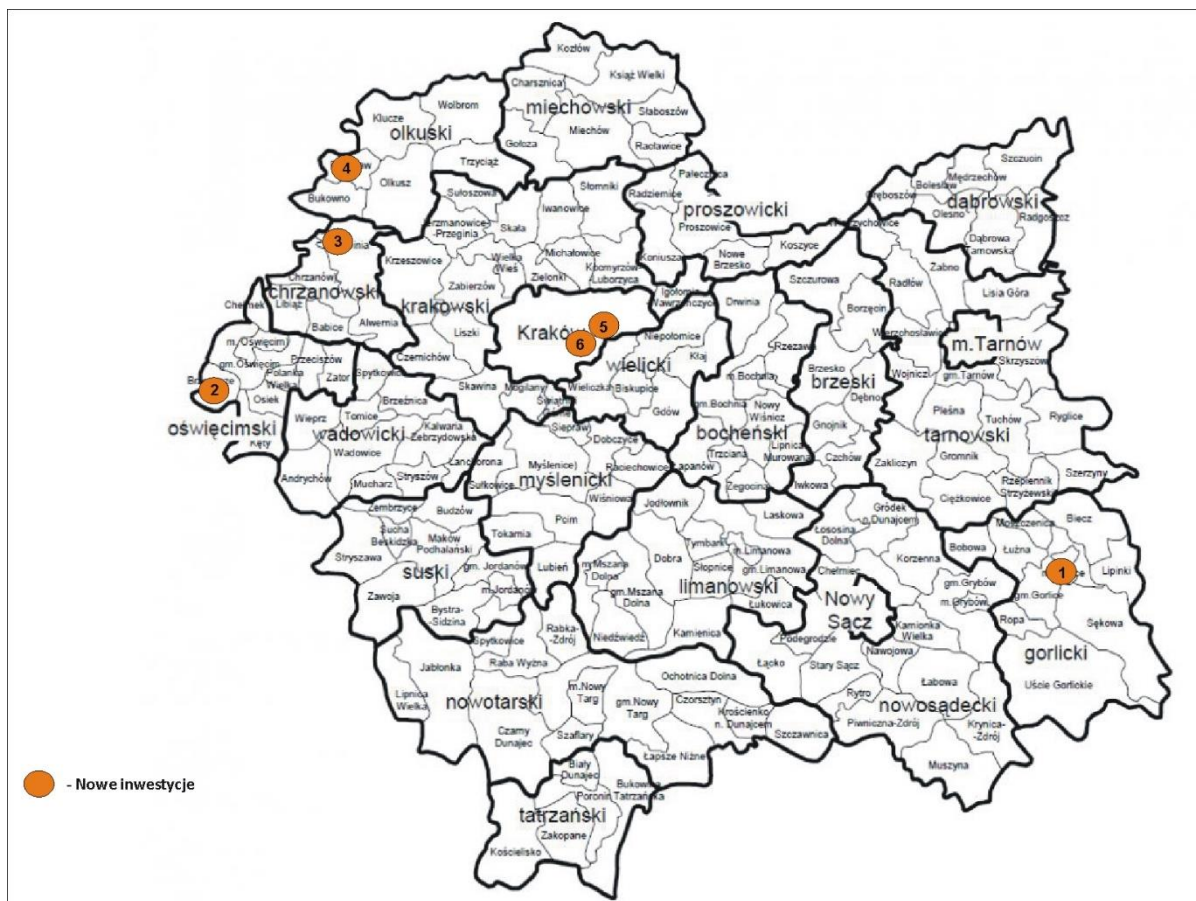 Kozłów
Charsznica
Książ Wielki
miechowski
Słaboszów
Miechów
Gołcza
Racławice
Wolbrom
Klucze
olkuski
Trzyciąż
4
Olkusz
Bukowno
Szczucin
Mędrzechów
Bolesław
Gręboszów
dąbrowski
Olesno
Radgoszcz
Dąbrowa
Tarnowska
Pałecznica
Radziemice
proszowicki
Proszowice
Koszyce
Nowe
Brzesko
Koniusza
Słomniki
Sułoszowa
Iwanowice
Skała
Przeginia
Michałowice
Wielka
Wieś
Krzeszowice
Zielonki
Kocmyrzów-
Luborzyca
Zabierzów
krakowski
Liszki
Igołomia
Wawrzeńczyce
Czernichów
Skawina
Mogilany
3
Chrzanów
chrzanowski
Libiąż
Babice
Alwernia
Chełmek
Kraków
5
6
Niepołomice
wielicki
Kłaj
Wieliczka
Biskupice
Gdów
Drwinia
Rzezawa
m.Bochnia
gm.Bochnia
Nowy
Wiśnicz
bocheński
Lipnica
Murowana
Trzciana
Łapanów
Żegocina
Szczurowa
Borzęcin
Brzesko
brzeski
Dębno
Gnojnik
Czchów
Iwkowa
Żabno
Radłów
Lisia Góra
Wierzchosławice
m.Tarnów
Skrzyszów
Wojnicz
gm.Tarnów
Pleśna
Tuchów
Ryglice
tarnowski
Zakliczyn
Gromnik
Szerzyny
Rzepiennik
Strzyżewski
Ciężkowice
m.Oświęcim
gm.Oświęcim
Przeciszów
Polanka
Wielka
Zator
2
Osiek
oświęcimski
Kęty
Spytkowice
Brzeźnica
Wieprz
Tomice
wadowicki
Kalwaria
Zebrzydowska
Wadowice
Andrychów
Mucharz
Stryszów
Lanckorona
Siepraw
Dobczyce
Myślenice
Raciechowice
myślenicki
Sułkowice
Wiśniowa
Pcim
Tokarnia
Lubień
Zembrzyce
Budzów
Sucha
Beskidzka
Maków
Podhalański
Stryszawa
suski
gm. Jordanów
m.Jordanów
Zawoja
Bystra-
-Sidzina
Jodłownik
Laskowa
Tymbark
m.Limanowa
Dobra
Słopnice
gm.Limanowa
m.Mszana
Dolna
limanowski
gm.Mszana
Dolna
Łukowica
Niedźwiedź
Kamienica
Gródek
n.Dunajcem
Łososina
Dolna
Korzenna
Chełmiec
gm.Grybów
m.Grybów
Nowy
Sącz
Kamionka
Wielka
Podegrodzie
Nawojowa
Łącko
Stary Sącz
Łabowa
Rytro
nowosądecki
Piwniczna-Zdrój
Krynica-
Zdrój
Muszyna
Moszczenica
Biecz
Bobowa
Łużna
1
Lipinki
gm.Gorlice
Ropa
Sękowa
gorlicki
Uście Gorlickie
Spytkowice
Rabka-
-Zdrój
Raba Wyżna
Jabłonka
Lipnica
Wielka
nowotarski
m.Nowy
Targ
gm.Nowy
Targ
Ochotnica Dolna
Czorsztyn
Krościenko
n. Dunajcem
Szczawnica
Czarny
Dunajec
Szaflary
Łapsze Niżne
Biały
Dunajec
Bukowina
Tatrzańska
Poronin
tatrzański
Zakopane
Kościelisko
- Nowe inwestycje